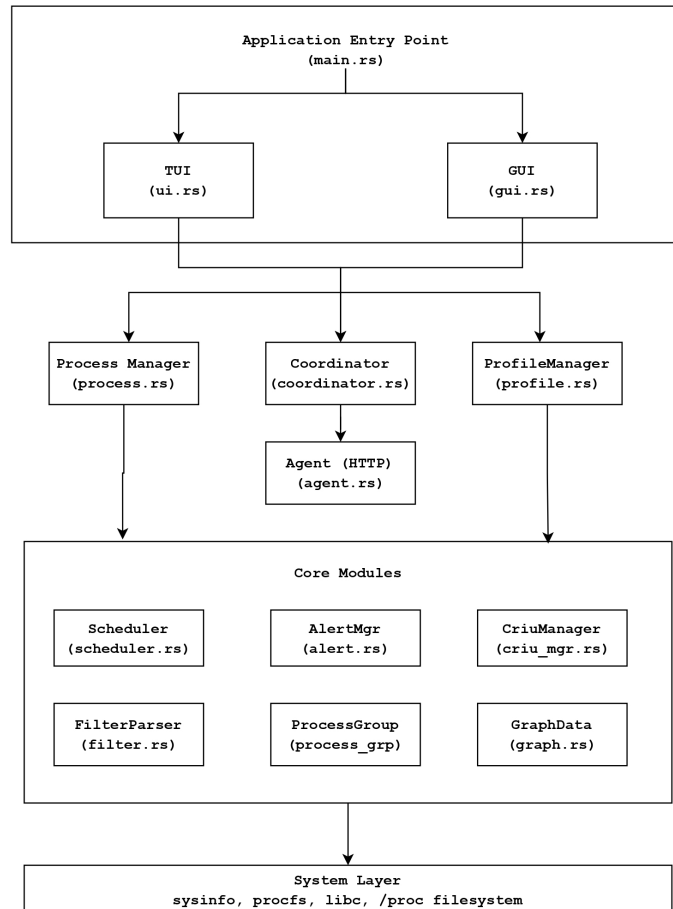 Application Entry Point
(main.rs)
TUI
(ui.rs)
GUI
(gui.rs)
Process Manager
(process.rs)
Coordinator
(coordinator.rs)
ProfileManager
(profile.rs)
Agent (HTTP)
(agent.rs)
Core Modules
Scheduler
(scheduler.rs)
AlertMgr
(alert.rs)
CriuManager
(criu_mgr.rs)
FilterParser
(filter.rs)
ProcessGroup
(process_grp)
GraphData
(graph.rs)
System Layer
sysinfo, procfs, libc, /proc filesystem